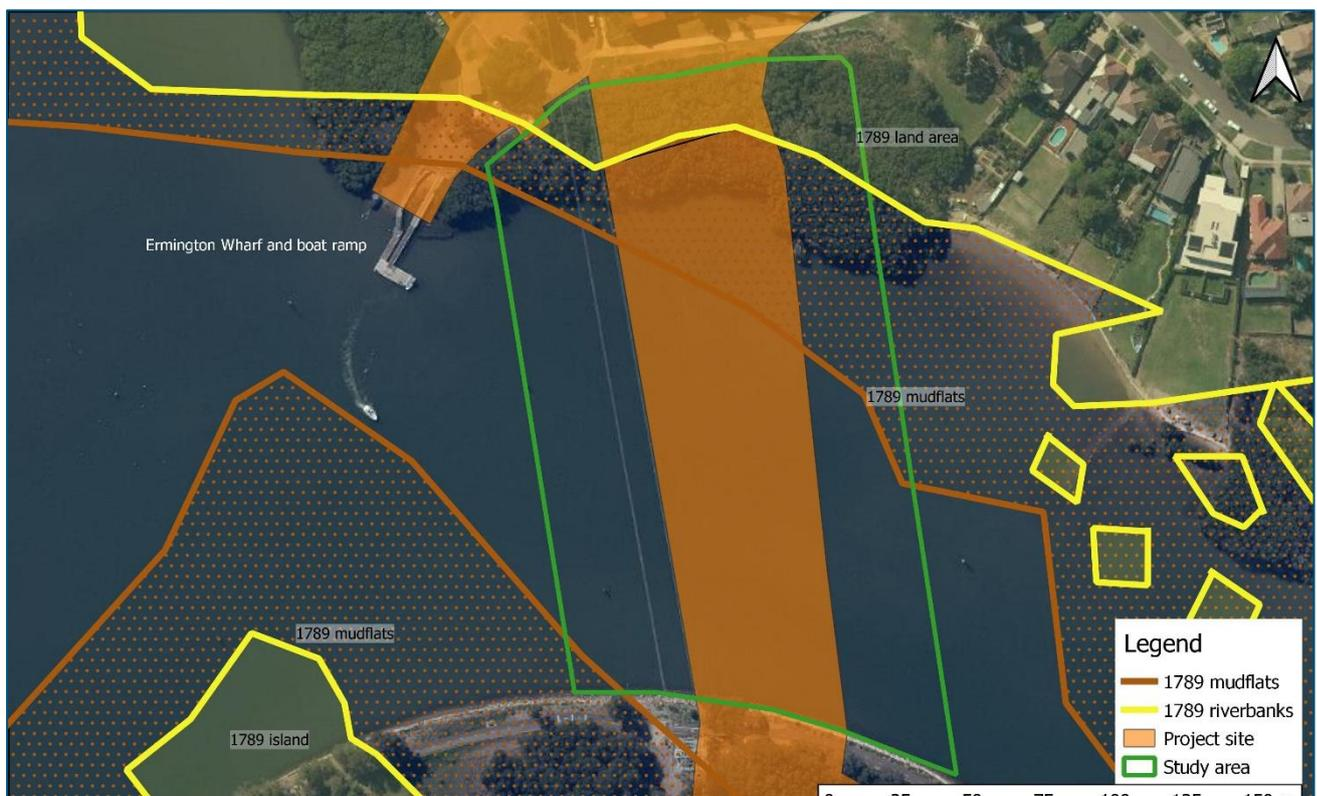 1789 land area
Ermington Wharf and boat ramp
1789 mudflats
1789 mudflats
1789 island
Legend
1789 mudflats
1789 riverbanks
Project site
Study area